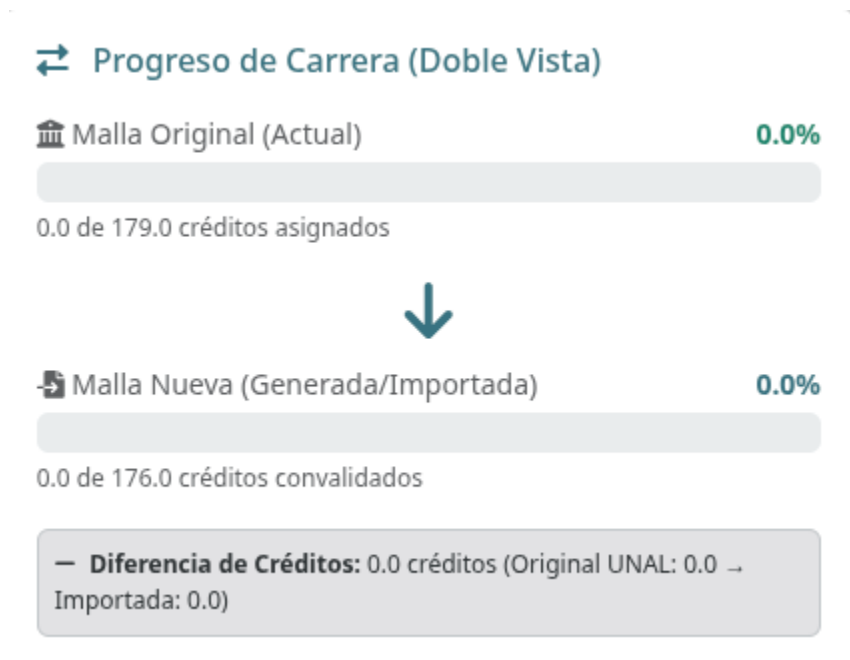 Progreso de Carrera (Doble Vista)
Malla Original (Actual) 0.0%
0.0 de 179.0 créditos asignados
Malla Nueva (Generada/Importada) 0.0%
0.0 de 176.0 créditos convalidados
— Diferencia de Créditos: 0.0 créditos (Original UNAL: 0.0 →
Importada: 0.0)